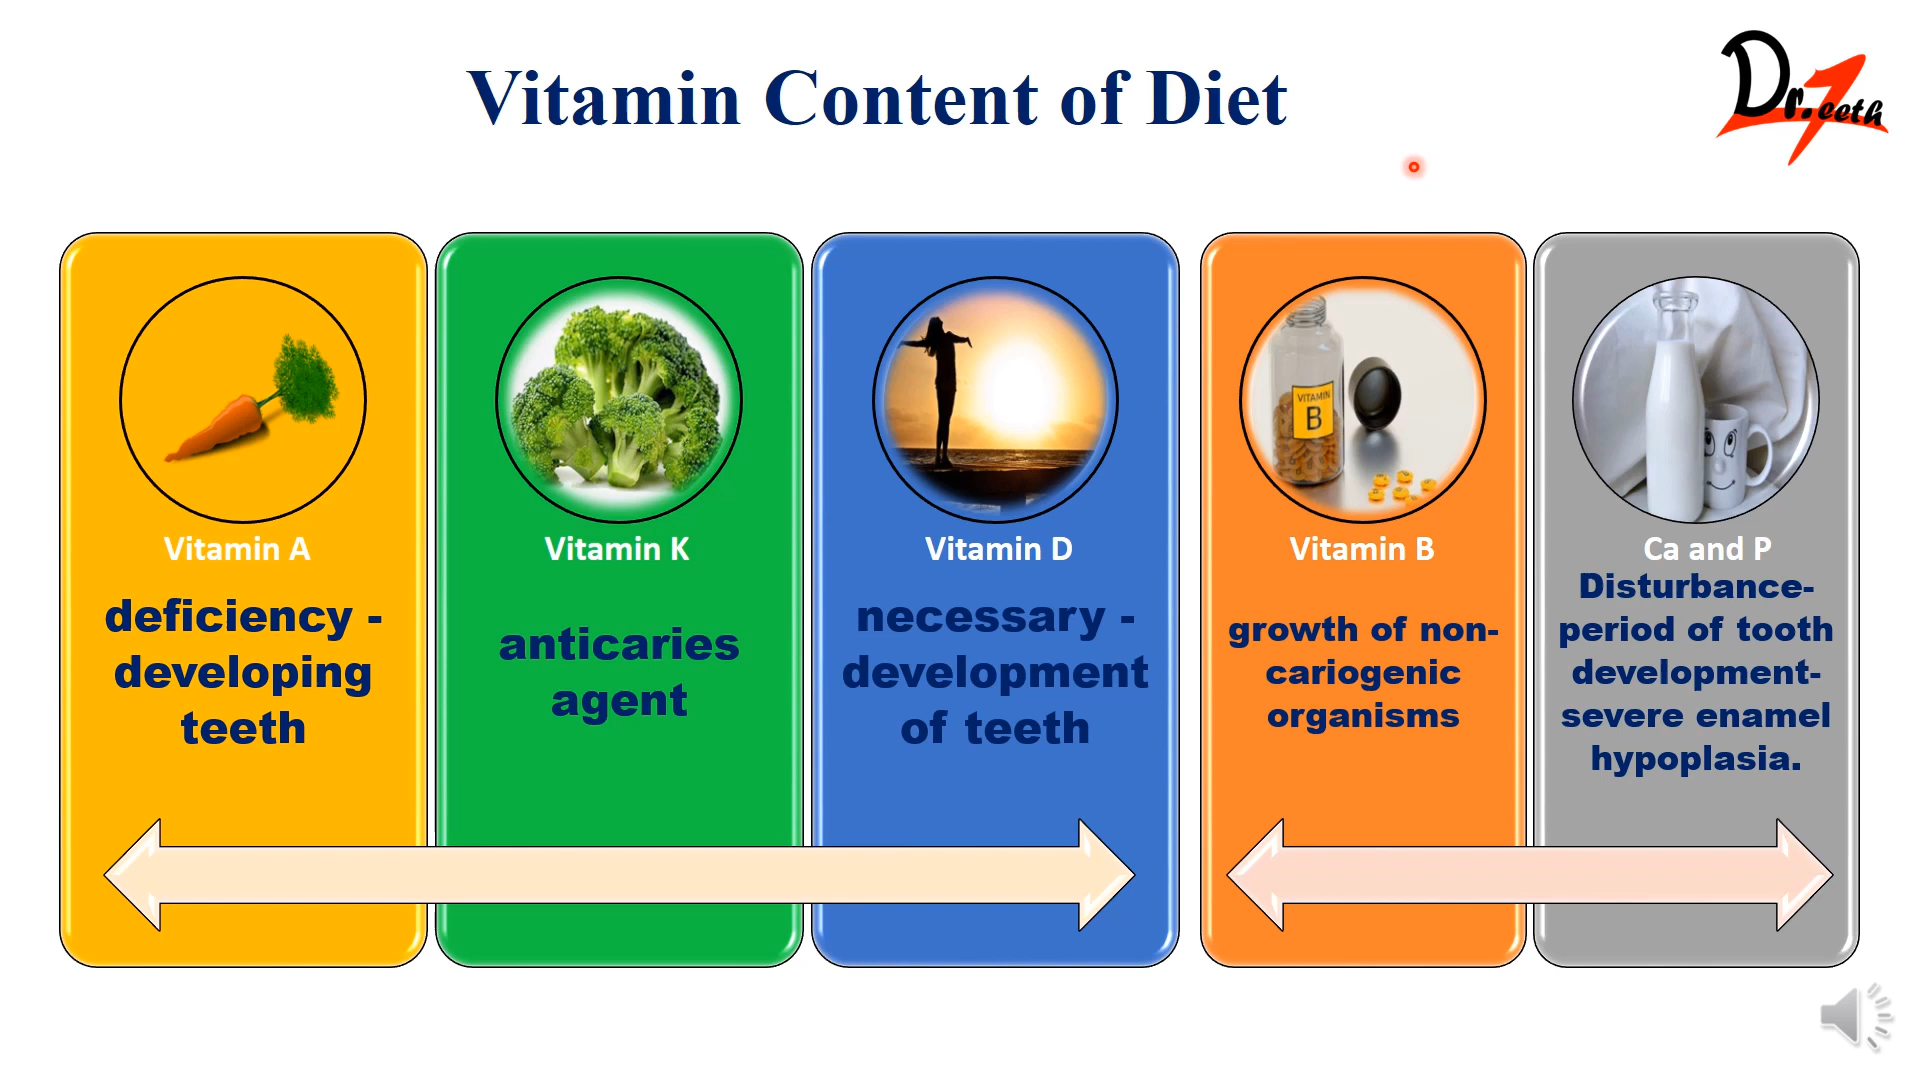 Vitamin Content of Diet
Dr.Teeth
Vitamin A
deficiency -
developing
teeth
Vitamin K
anticaries
agent
Vitamin D
necessary -
development
of teeth
VITAMIN
B
Vitamin B
growth of non-
cariogenic
organisms
Ca and P
Disturbance-
period of tooth
development-
severe enamel
hypoplasia.